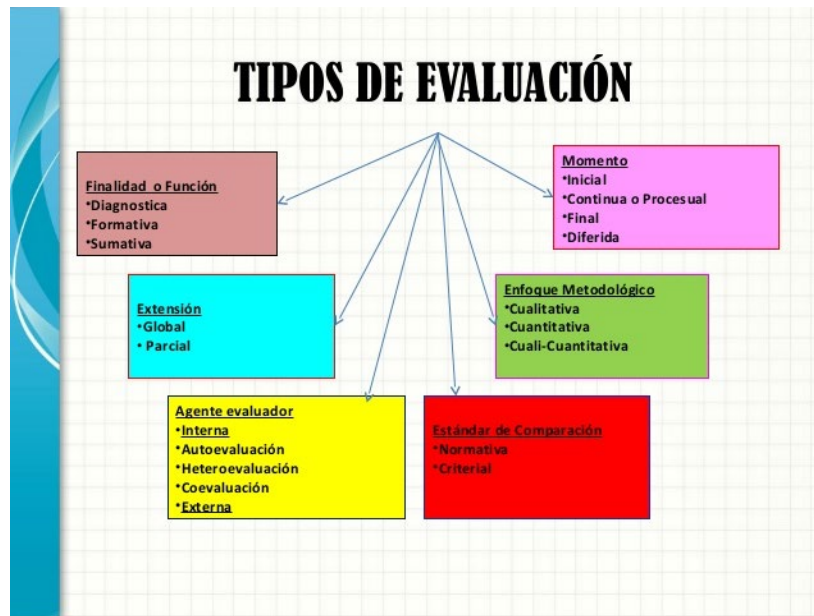 TIPOS DE EVALUACIÓN
Finalidad o Función
•Diagnostica
•Formativa
•Sumativa
Momento
•Inicial
•Continua o Procesual
•Final
•Diferida
Extensión
•Global
• Parcial
Enfoque Metodológico
•Cualitativa
•Cuantitativa
•Cuali-Cuantitativa
Agente evaluador
•Interna
•Autoevaluación
•Heteroevaluación
•Coevaluación
•Externa
Estándar de Comparación
•Normativa
•Criterial